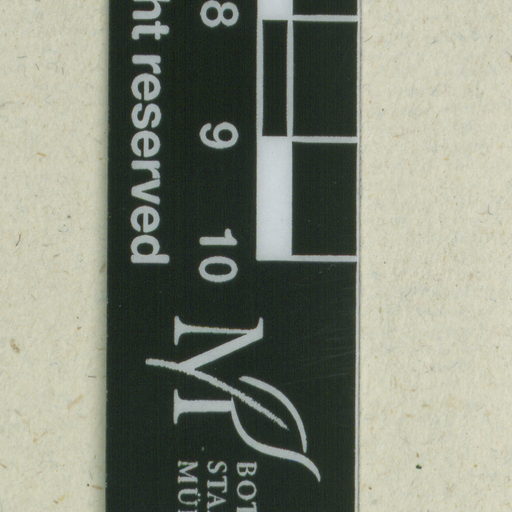 ht reserved
8 9 10
M
BOT
STA
MÜ